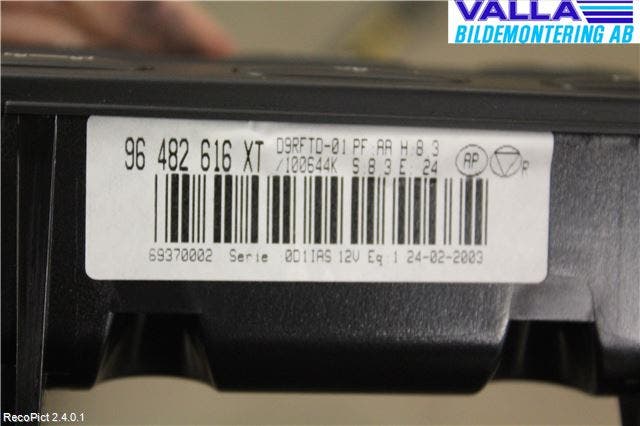 VALLA
BILDEMONTERING AB
96 482 616 XT
D9RFTD-01 PF AA H 8 3
/100644K S 8 3 E 24
AP
R
69370002 Serie 0D1IAS 12V Eq 1 24-02-2003
RecoPict 2.4.0.1